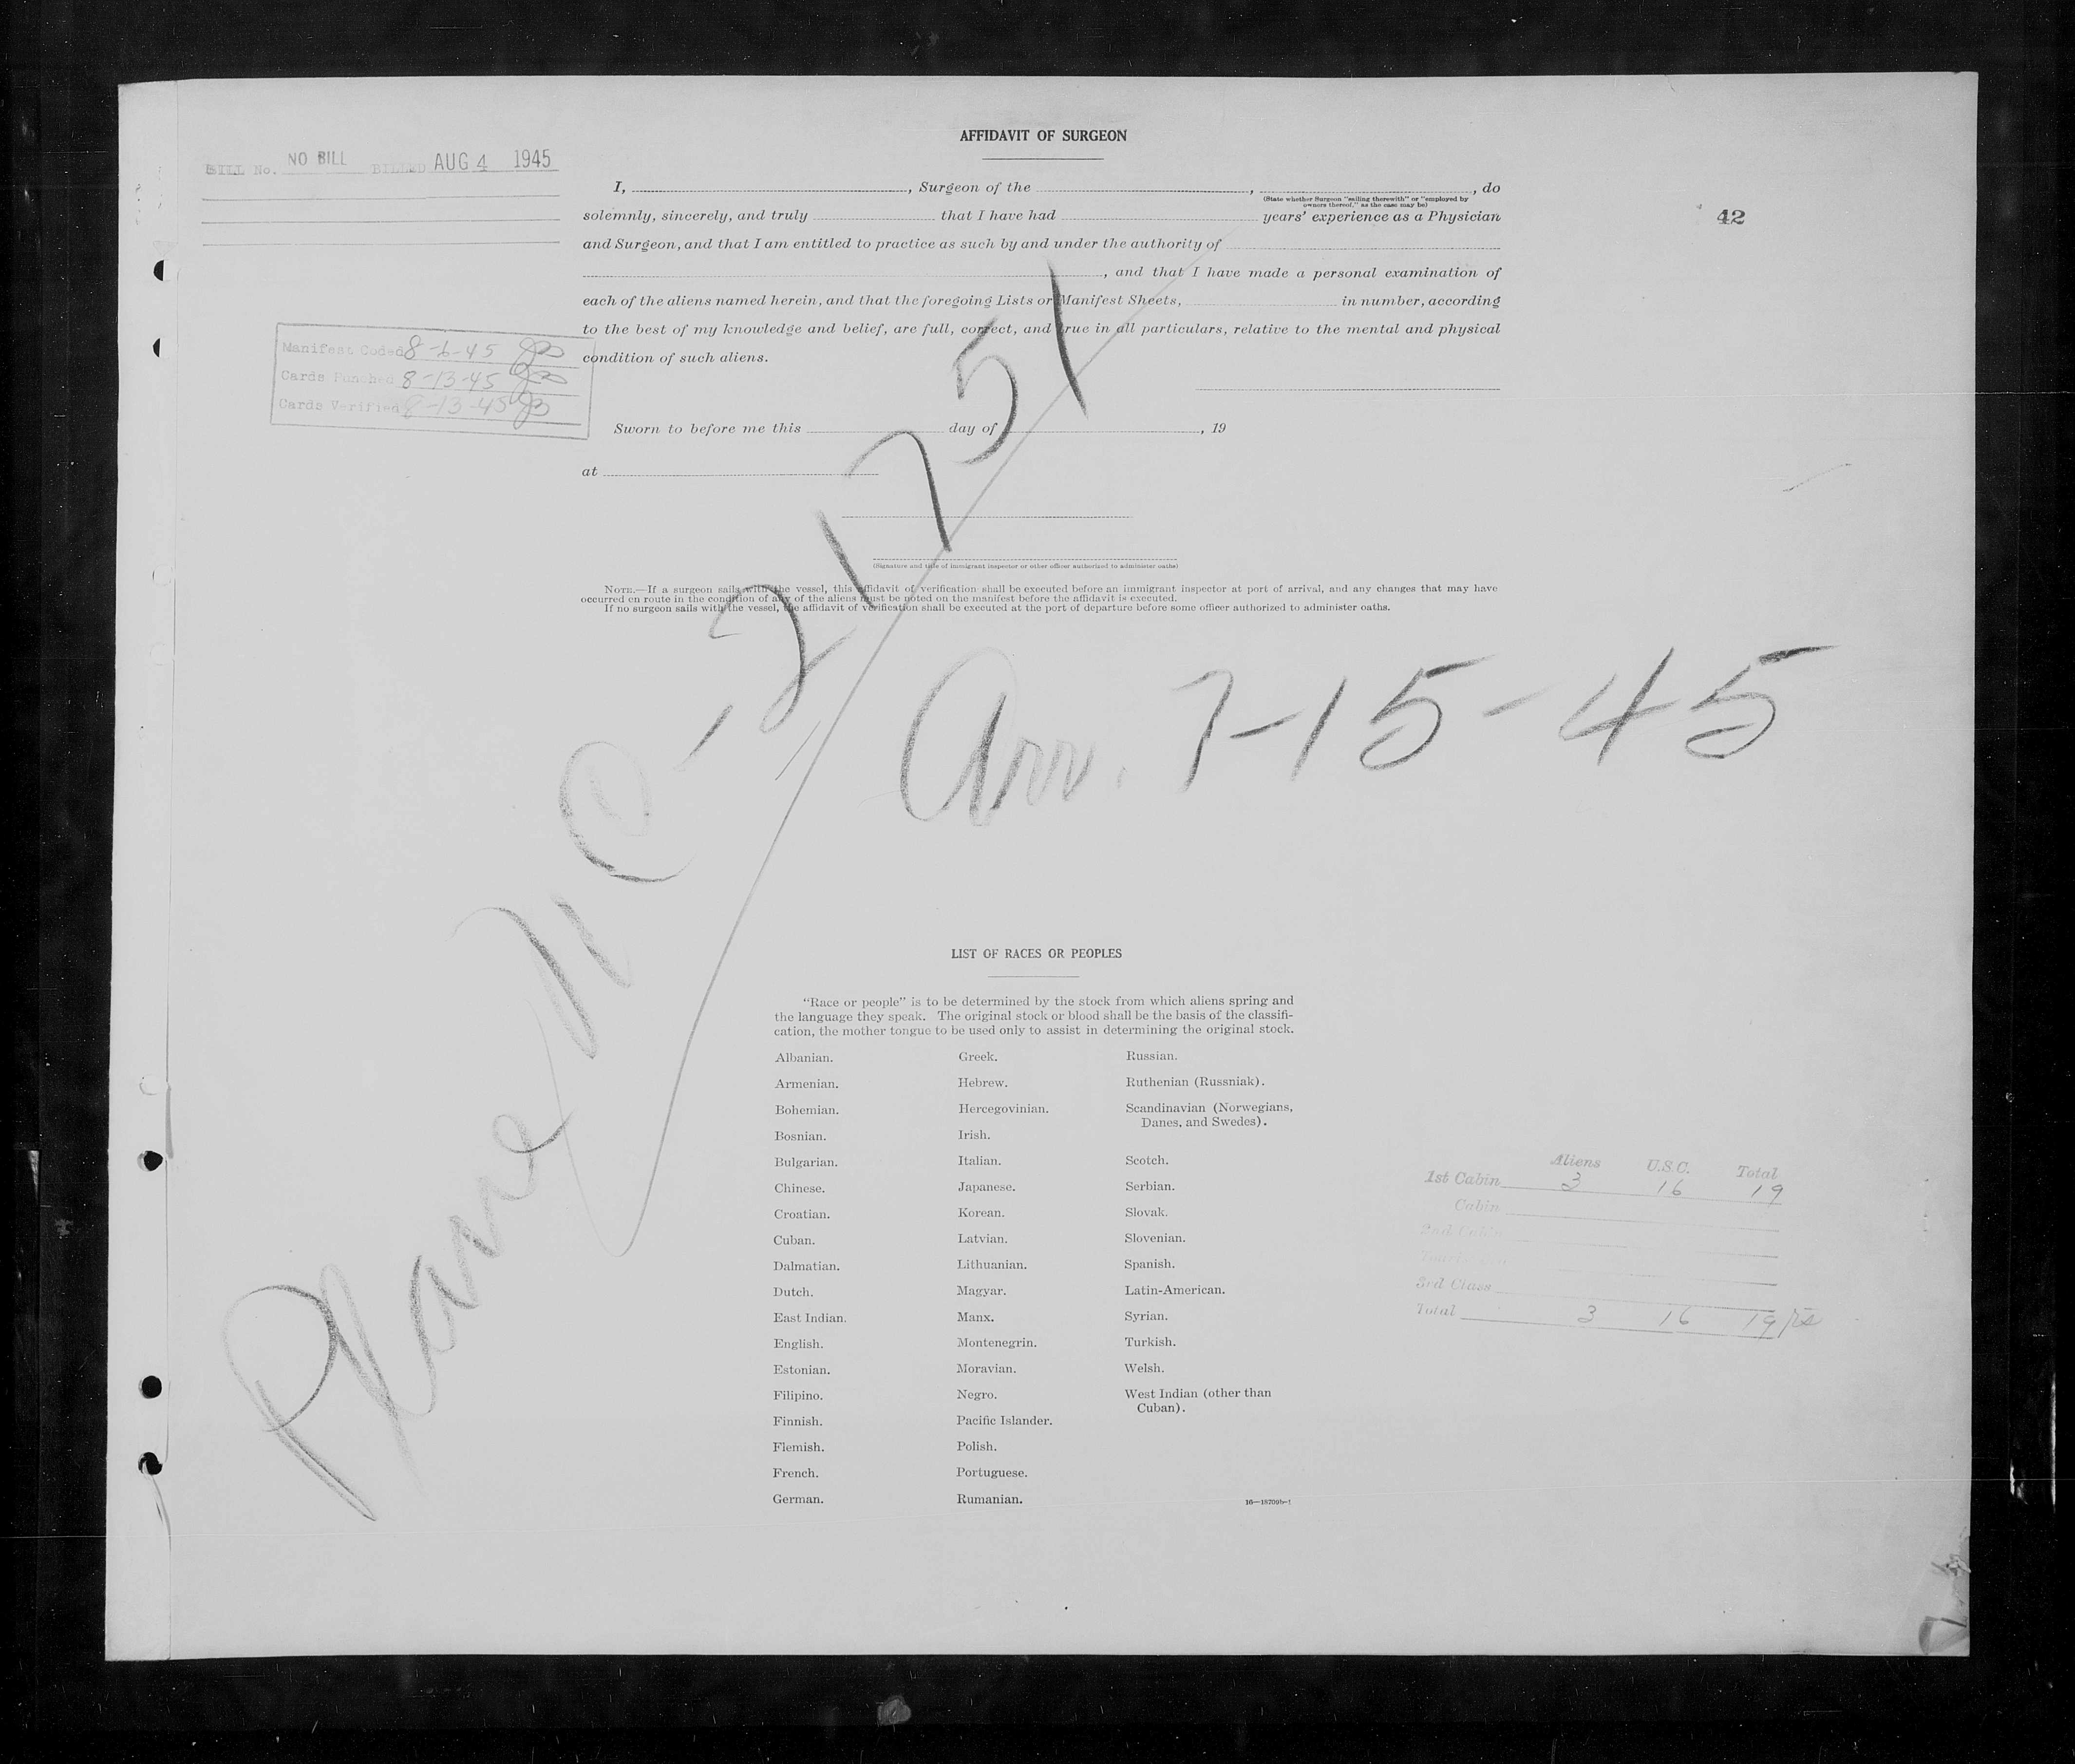 AFFIDAVIT OF SURGEON
BILL No. NO BILL BILLED AUG 4 1945
I, , Surgeon of the , , do
(State whether Surgeon "sailing therewith" or "employed by
owners thereof," as the case may be)
solemnly, sincerely, and truly that I have had years' experience as a Physician
42
and Surgeon, and that I am entitled to practice as such by and under the authority of
, and that I have made a personal examination of
each of the aliens named herein, and that the foregoing Lists or Manifest Sheets, in number, according
to the best of my knowledge and belief, are full, correct, and true in all particulars, relative to the mental and physical
condition of such aliens.
Manifest Coded 8-6-45
Cards Punched 8-13-45
Cards Verified 8-13-45
Sworn to before me this day of , 19
at
(Signature and title of immigrant inspector or other officer authorized to administer oaths)
NOTE.—If a surgeon sails with the vessel, this affidavit of verification shall be executed before an immigrant inspector at port of arrival, and any changes that may have
occurred en route in the condition of any of the aliens must be noted on the manifest before the affidavit is executed.
If no surgeon sails with the vessel, the affidavit of verification shall be executed at the port of departure before some officer authorized to administer oaths.
Plane NC-21751
Arr. 7-15-45
LIST OF RACES OR PEOPLES
"Race or people" is to be determined by the stock from which aliens spring and
the language they speak. The original stock or blood shall be the basis of the classifi-
cation, the mother tongue to be used only to assist in determining the original stock.
Albanian.
Armenian.
Bohemian.
Bosnian.
Bulgarian.
Chinese.
Croatian.
Cuban.
Dalmatian.
Dutch.
East Indian.
English.
Estonian.
Filipino.
Finnish.
Flemish.
French.
German.
Greek.
Hebrew.
Hercegovinian.
Irish.
Italian.
Japanese.
Korean.
Latvian.
Lithuanian.
Magyar.
Manx.
Montenegrin.
Moravian.
Negro.
Pacific Islander.
Polish.
Portuguese.
Rumanian.
Russian.
Ruthenian (Russniak).
Scandinavian (Norwegians,
Danes, and Swedes).
Scotch.
Serbian.
Slovak.
Slovenian.
Spanish.
Latin-American.
Syrian.
Turkish.
Welsh.
West Indian (other than
Cuban).
16—18709b-1
Aliens U.S.C. Total
1st Cabin 3 16 19
Cabin
2nd Cabin
3rd Class
Total 3 16 19